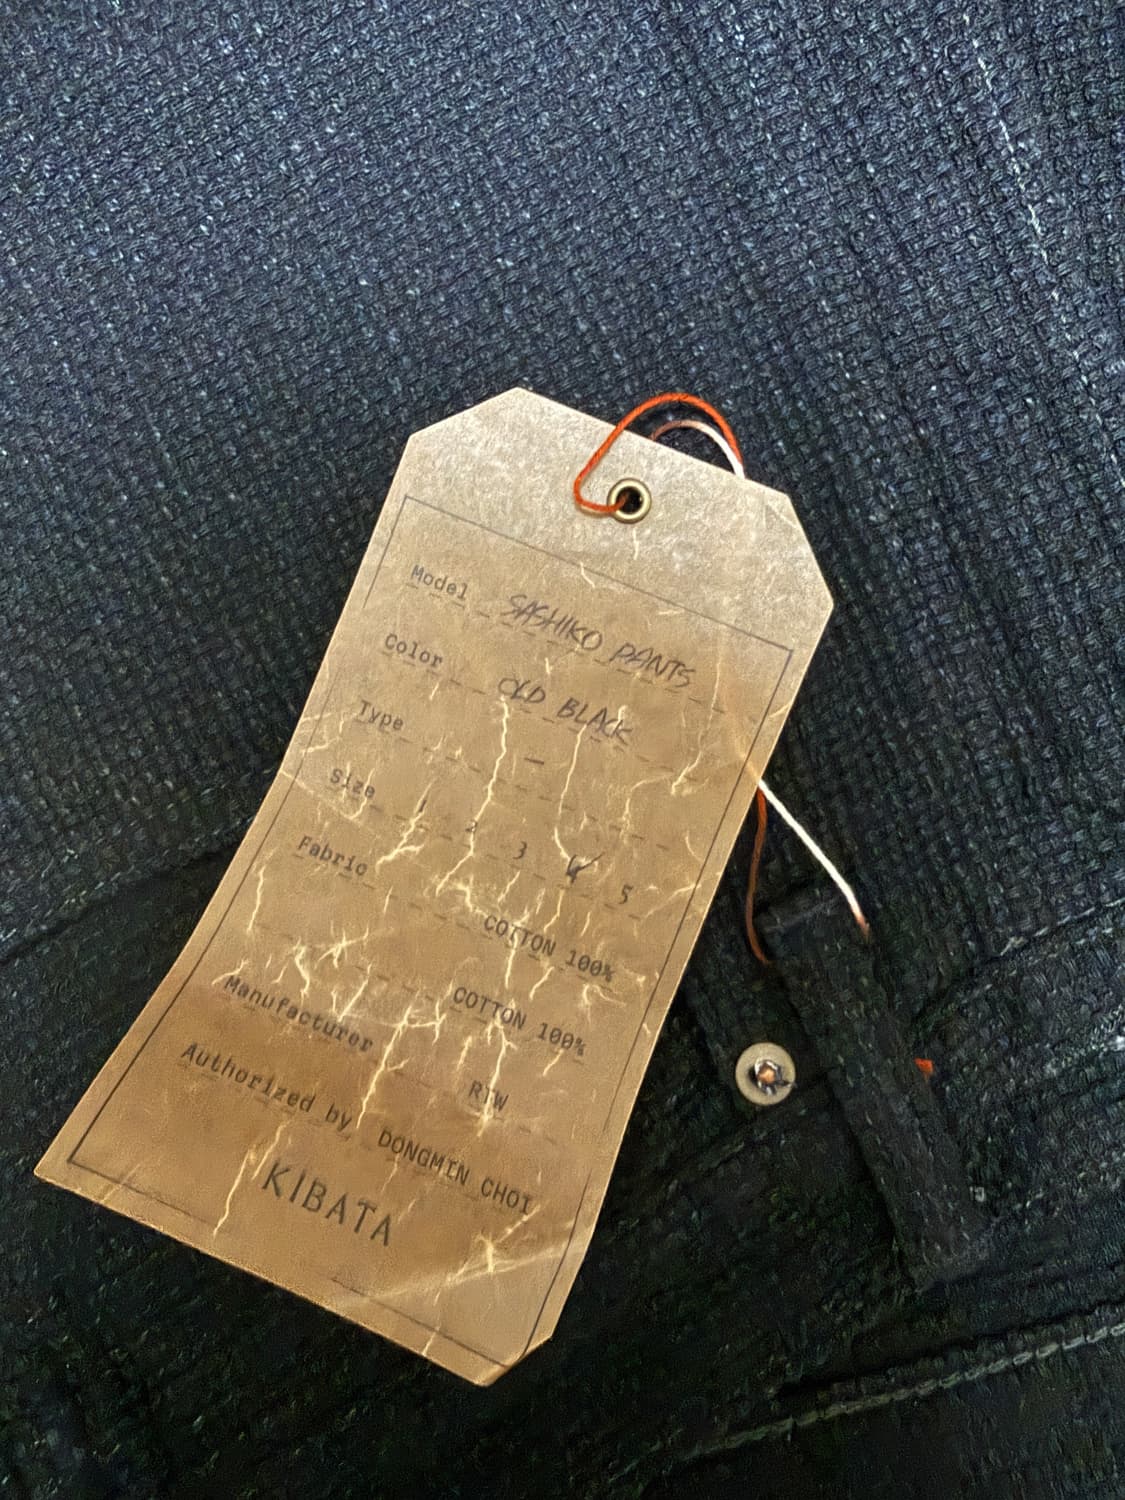 Model SASHIKO PANTS
Color OLD BLACK
Type —
Size 1 2 3 4 5
Fabric
COTTON 100%
COTTON 100%
Manufacturer RTW
Authorized by DONGMIN CHOI
KIBATA